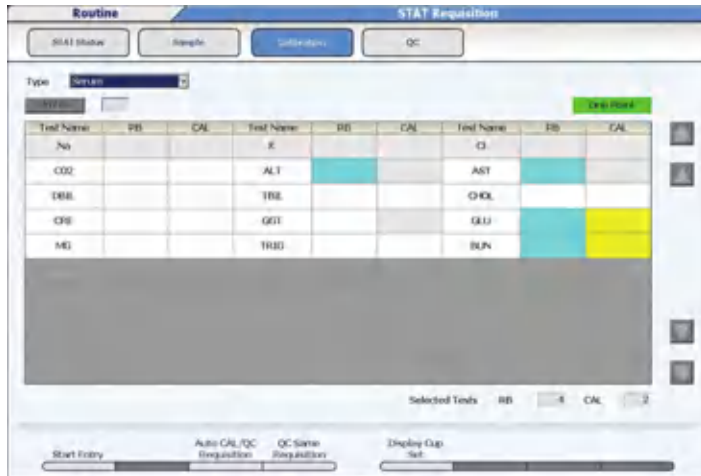 Routine STAT Requisition
STAT Status Sample Calibration QC
Type Serum
Test Name RB CAL Test Name RB CAL Test Name RB CAL
Na K Cl
CO2 ALT AST
DBIL TBIL CHOL
CRE GGT GLU
MG TRIG BUN
Selected Tests RB 4 CAL 2
Start Entry Auto CAL/QC Requisition QC Same Requisition Display Cup Set